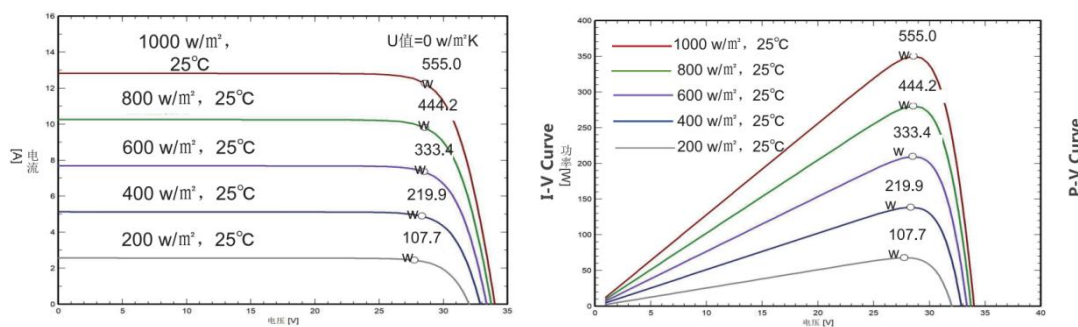 1000 w/㎡,
25℃
U值=0 w/㎡K
555.0
W
800 w/㎡，25℃
444.2
W
600 w/㎡，25℃
333.4
W
400 w/㎡，25℃
219.9
W
200 w/㎡，25℃
107.7
W
16
14
12
10
8
6
4
2
0
电流
[A]
0 5 10 15 20 25 30 35
电压 [V]
I-V Curve
1000 w/㎡，25℃
800 w/㎡，25℃
600 w/㎡，25℃
400 w/㎡，25℃
200 w/㎡，25℃
555.0
W
444.2
W
333.4
W
219.9
W
107.7
W
400
350
300
250
200
150
100
50
0
功率
[W]
0 5 10 15 20 25 30 35 40
电压 [V]
P-V Curve